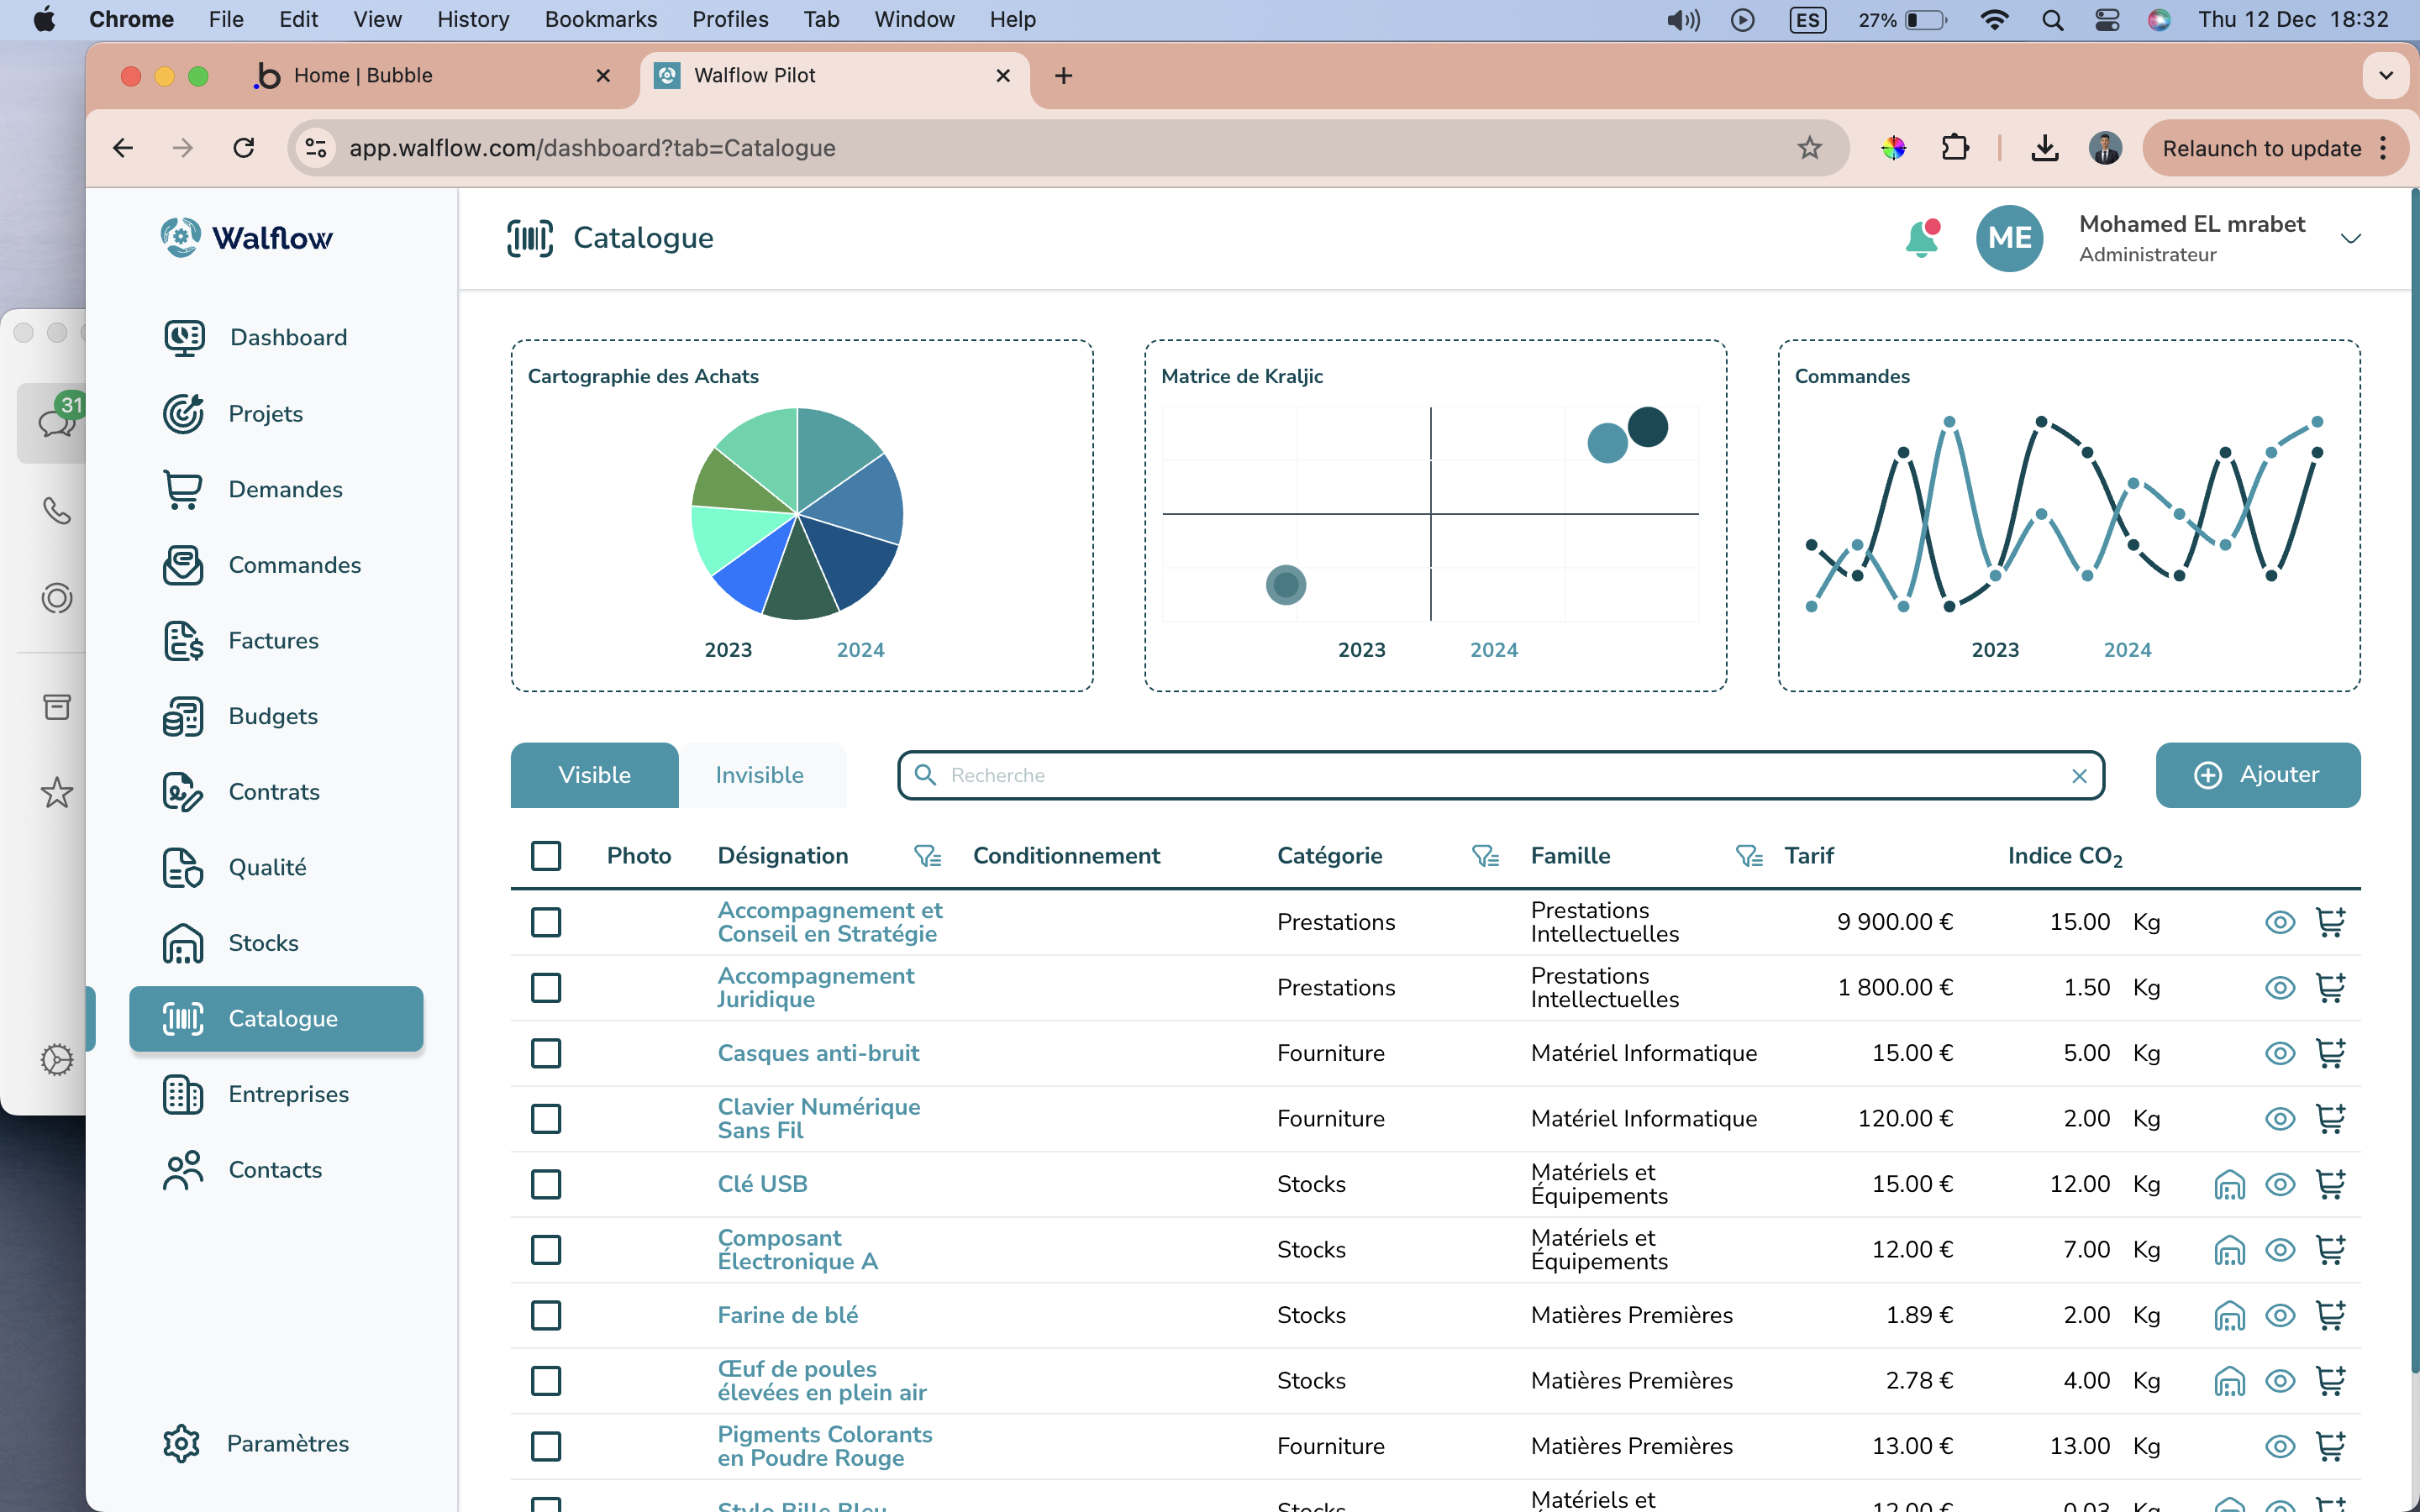 Chrome File Edit View History Bookmarks Profiles Tab Window Help ES 27% Thu 12 Dec 18:32
Home | Bubble
Walflow Pilot
app.walflow.com/dashboard?tab=Catalogue
Relaunch to update
31
Walflow
Dashboard
Projets
Demandes
Commandes
Factures
Budgets
Contrats
Qualité
Stocks
Catalogue
Entreprises
Contacts
Paramètres
Catalogue
ME
Mohamed EL mrabet
Administrateur
Cartographie des Achats
2023 2024
Matrice de Kraljic
2023 2024
Commandes
2023 2024
Visible
Invisible
Recherche
Ajouter
Photo Désignation Conditionnement Catégorie Famille Tarif Indice CO2
Accompagnement et
Conseil en Stratégie
Prestations
Prestations
Intellectuelles
9 900.00 € 15.00 Kg
Accompagnement
Juridique
Prestations
Prestations
Intellectuelles
1 800.00 € 1.50 Kg
Casques anti-bruit Fourniture Matériel Informatique 15.00 € 5.00 Kg
Clavier Numérique
Sans Fil
Fourniture Matériel Informatique 120.00 € 2.00 Kg
Clé USB Stocks
Matériels et
Équipements
15.00 € 12.00 Kg
Composant
Électronique A
Stocks
Matériels et
Équipements
12.00 € 7.00 Kg
Farine de blé Stocks Matières Premières 1.89 € 2.00 Kg
Œuf de poules
élevées en plein air
Stocks Matières Premières 2.78 € 4.00 Kg
Pigments Colorants
en Poudre Rouge
Fourniture Matières Premières 13.00 € 13.00 Kg
Stylo Bille Bleu Stocks
Matériels et
12.00 € 0.03 Kg